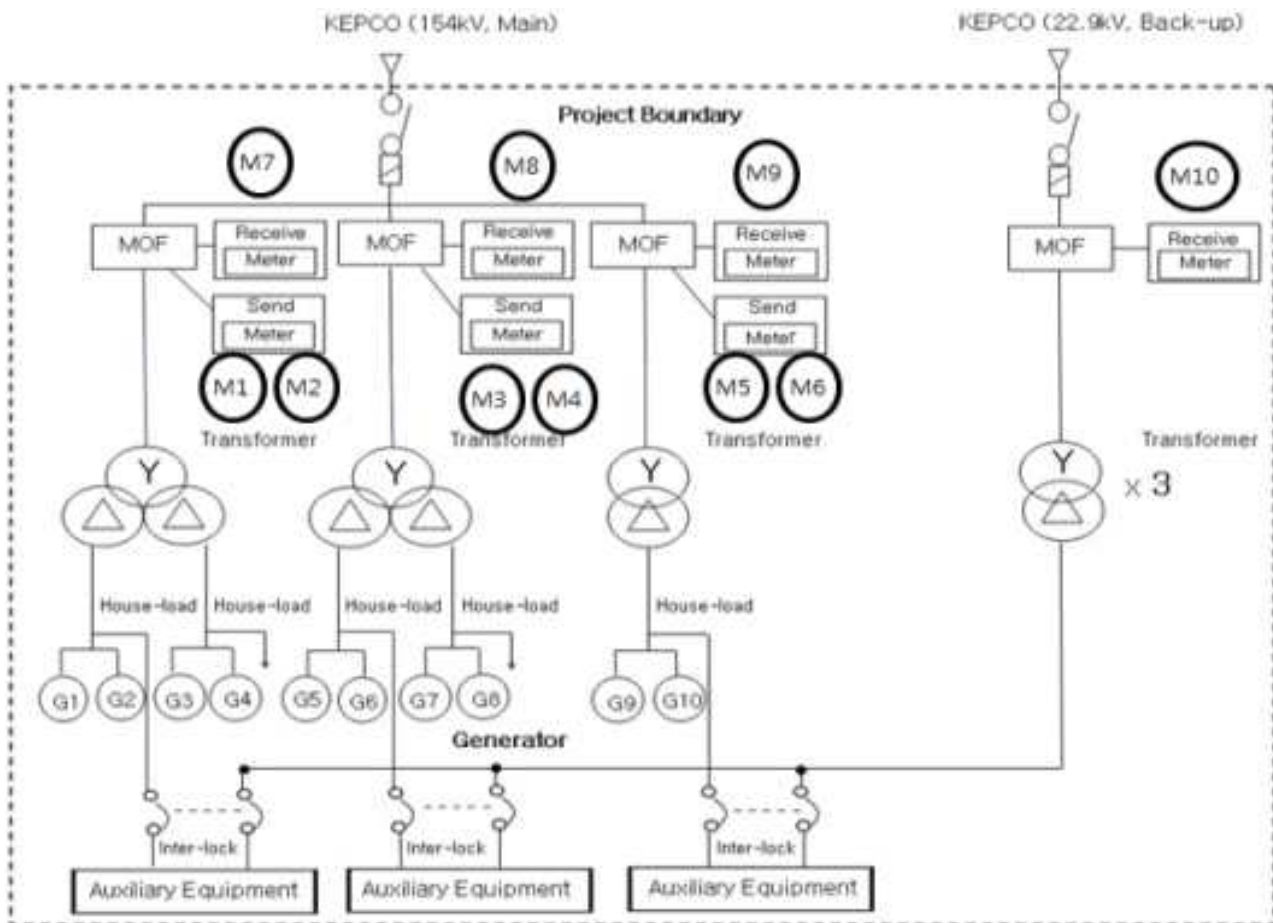 KEPCO (154kV, Main) KEPCO (22.9kV, Back-up)
Project Boundary
M7 M8 M9 M10
MOF Receive MOF Receive MOF Receive MOF Receive
Meter Meter Meter Meter
Send Send Send
Meter Meter Meter
M1 M2 M3 M4 M5 M6
Transformer Transformer Transformer Transformer
Y Y Y Y
x 3
House-load House-load House-load House-load House-load
G1 G2 G3 G4 G5 G6 G7 G8 G9 G10
Generator
Inter-lock Inter-lock Inter-lock
Auxiliary Equipment Auxiliary Equipment Auxiliary Equipment